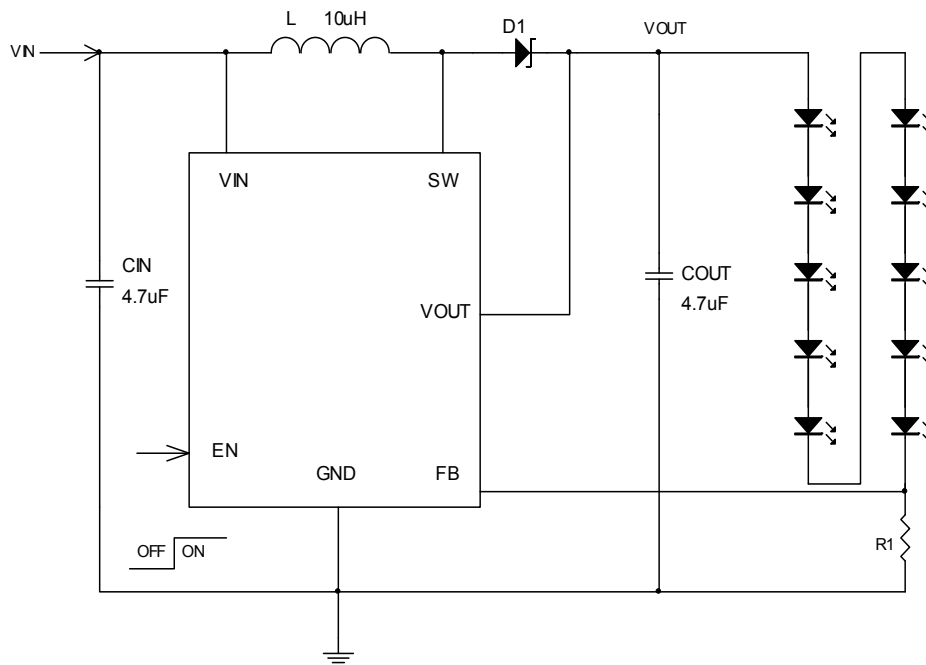 L 10uH
D1
VOUT
VIN
VIN
SW
CIN
4.7uF
COUT
4.7uF
VOUT
EN
GND
FB
OFF ON
R1